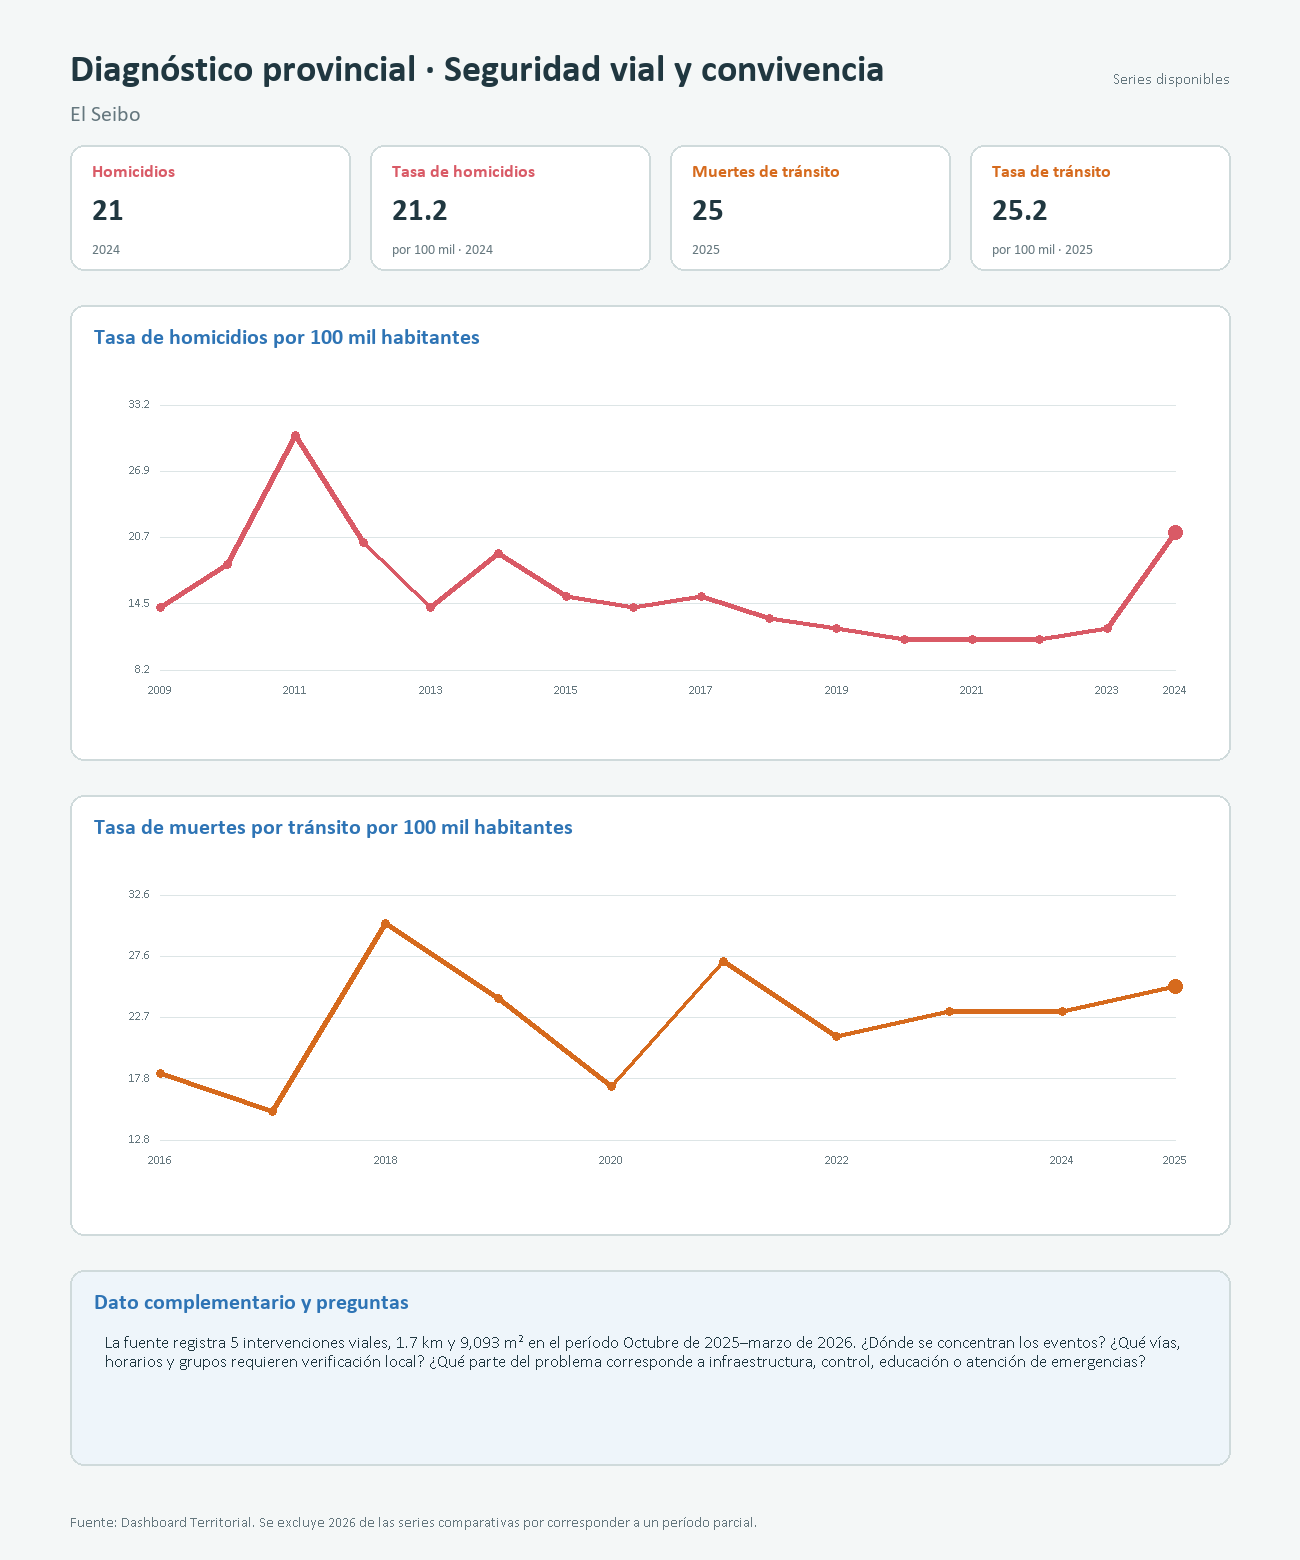 Diagnóstico provincial · Seguridad vial y convivencia
Series disponibles
El Seibo
Homicidios
21
2024
Tasa de homicidios
21.2
por 100 mil · 2024
Muertes de tránsito
25
2025
Tasa de tránsito
25.2
por 100 mil · 2025
Tasa de homicidios por 100 mil habitantes
33.2
26.9
20.7
14.5
8.2
2009 2011 2013 2015 2017 2019 2021 2023 2024
Tasa de muertes por tránsito por 100 mil habitantes
32.6
27.6
22.7
17.8
12.8
2016 2018 2020 2022 2024 2025
Dato complementario y preguntas
La fuente registra 5 intervenciones viales, 1.7 km y 9,093 m² en el período Octubre de 2025–marzo de 2026. ¿Dónde se concentran los eventos? ¿Qué vías,
horarios y grupos requieren verificación local? ¿Qué parte del problema corresponde a infraestructura, control, educación o atención de emergencias?
Fuente: Dashboard Territorial. Se excluye 2026 de las series comparativas por corresponder a un período parcial.